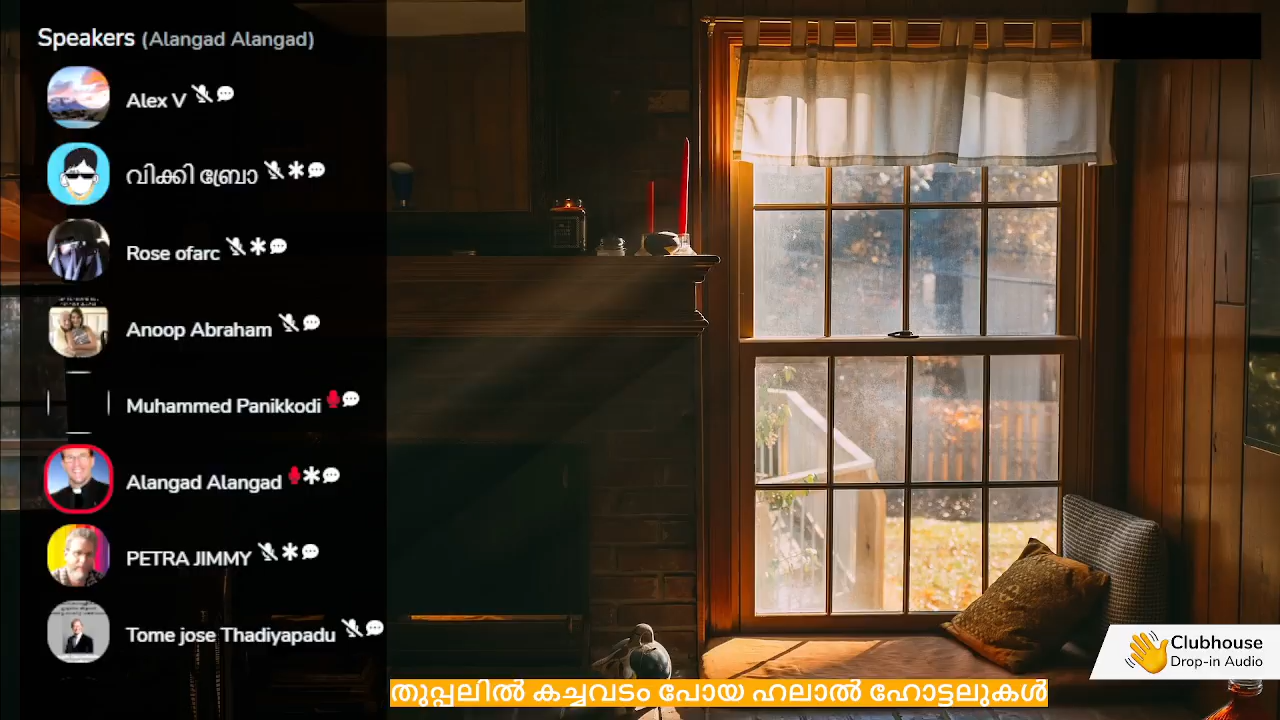 Speakers (Alangad Alangad)
Alex V
വിക്കി ബ്രോ
Rose ofarc
Anoop Abraham
Muhammed Panikkodi
Alangad Alangad
PETRA JIMMY
Tome jose Thadiyapadu
Clubhouse
Drop-in Audio
തുപ്പലിൽ കച്ചവടം പോയ ഹലാൽ ഹോട്ടലുകൾ